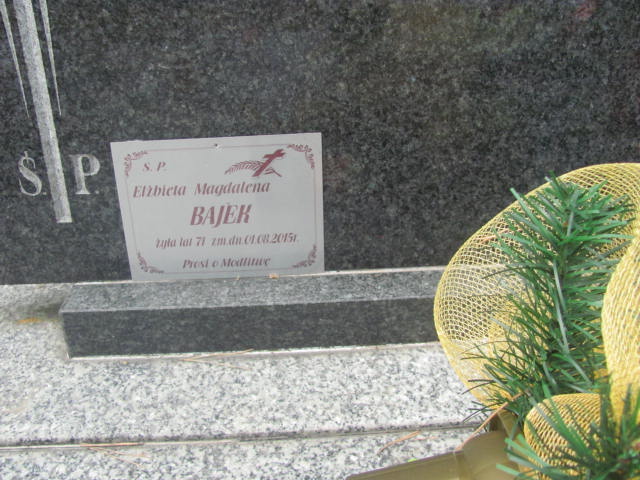 Ś P
S. P.
Elżbieta Magdalena
BAJEK
żyła lat 71 zm.dn.01.08.2015r.
Prosi o Modlitwę